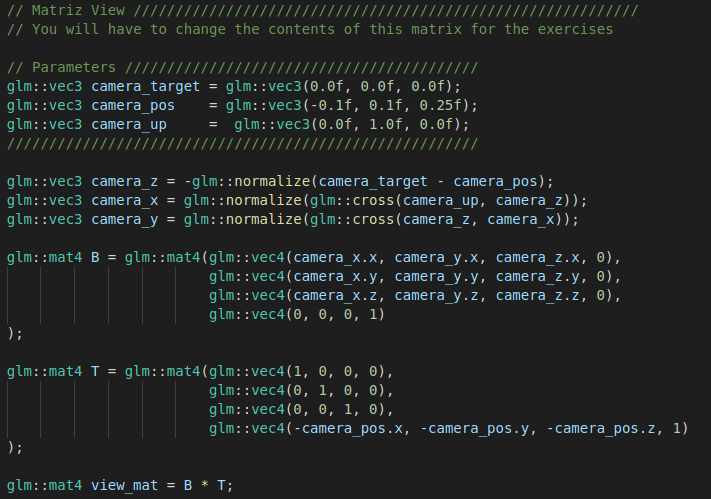 // Matriz View ////////////////////////////////////////////////////////////
// You will have to change the contents of this matrix for the exercises
// Parameters //////////////////////////////////////////
glm::vec3 camera_target = glm::vec3(0.0f, 0.0f, 0.0f);
glm::vec3 camera_pos    = glm::vec3(-0.1f, 0.1f, 0.25f);
glm::vec3 camera_up     =  glm::vec3(0.0f, 1.0f, 0.0f);
////////////////////////////////////////////////////////
glm::vec3 camera_z = -glm::normalize(camera_target - camera_pos);
glm::vec3 camera_x = glm::normalize(glm::cross(camera_up, camera_z));
glm::vec3 camera_y = glm::normalize(glm::cross(camera_z, camera_x));
glm::mat4 B = glm::mat4(glm::vec4(camera_x.x, camera_y.x, camera_z.x, 0),
                        glm::vec4(camera_x.y, camera_y.y, camera_z.y, 0),
                        glm::vec4(camera_x.z, camera_y.z, camera_z.z, 0),
                        glm::vec4(0, 0, 0, 1)
);
glm::mat4 T = glm::mat4(glm::vec4(1, 0, 0, 0),
                        glm::vec4(0, 1, 0, 0),
                        glm::vec4(0, 0, 1, 0),
                        glm::vec4(-camera_pos.x, -camera_pos.y, -camera_pos.z, 1)
);
glm::mat4 view_mat = B * T;